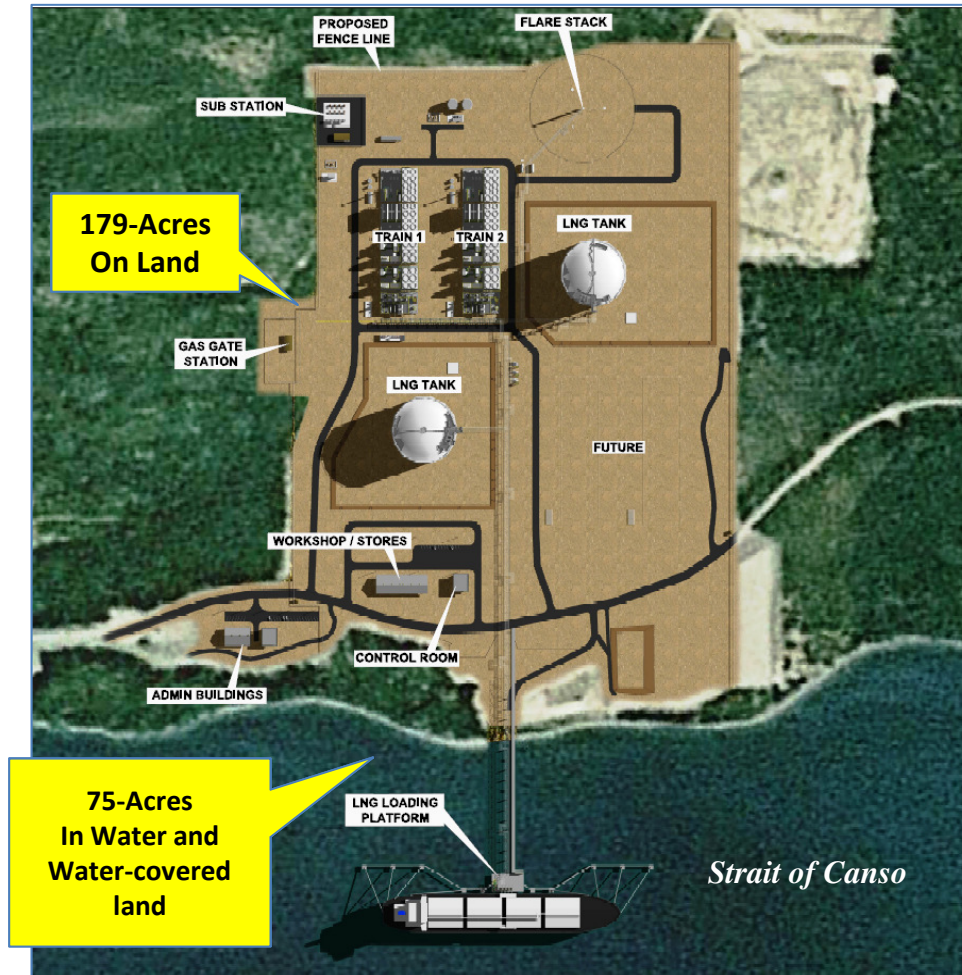 PROPOSED
FENCE LINE
FLARE STACK
SUB STATION
179-Acres
On Land
TRAIN 1
TRAIN 2
LNG TANK
GAS GATE
STATION
LNG TANK
FUTURE
WORKSHOP / STORES
CONTROL ROOM
ADMIN BUILDINGS
75-Acres
In Water and
Water-covered
land
LNG LOADING
PLATFORM
Strait of Canso